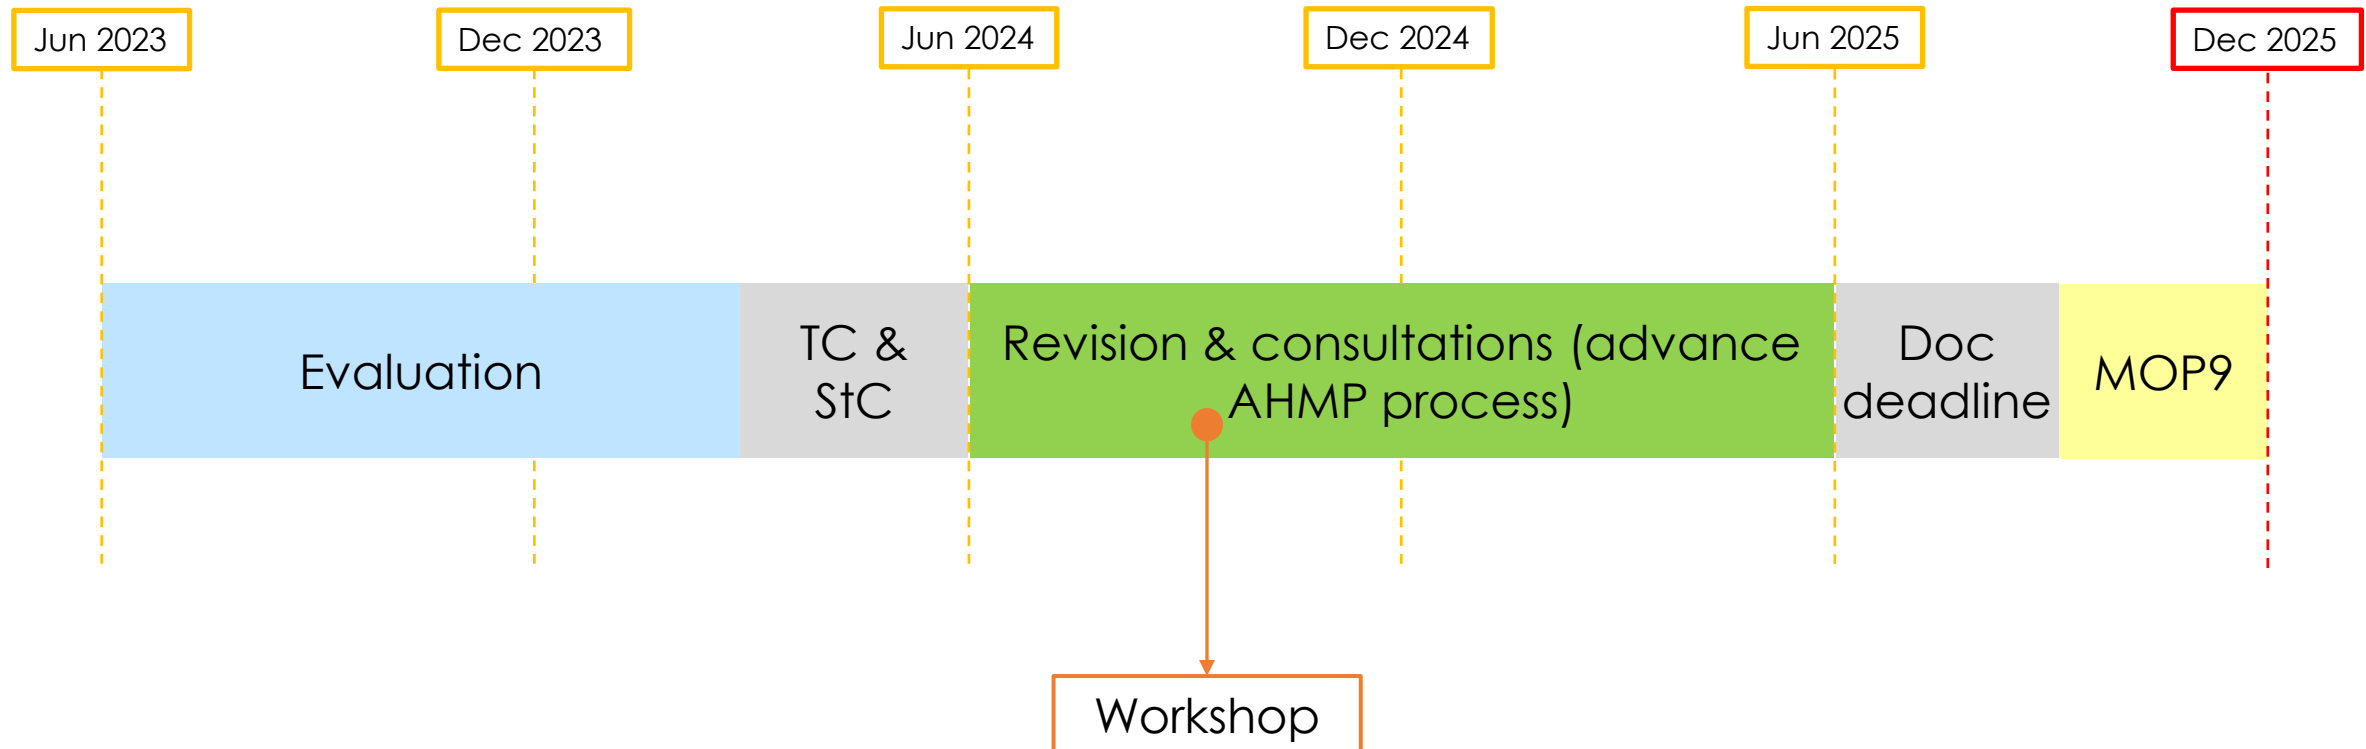 Jun 2023
Dec 2023
Jun 2024
Dec 2024
Jun 2025
Dec 2025
Evaluation
TC &
StC
Revision & consultations (advance
AHMP process)
Doc
deadline
MOP9
Workshop